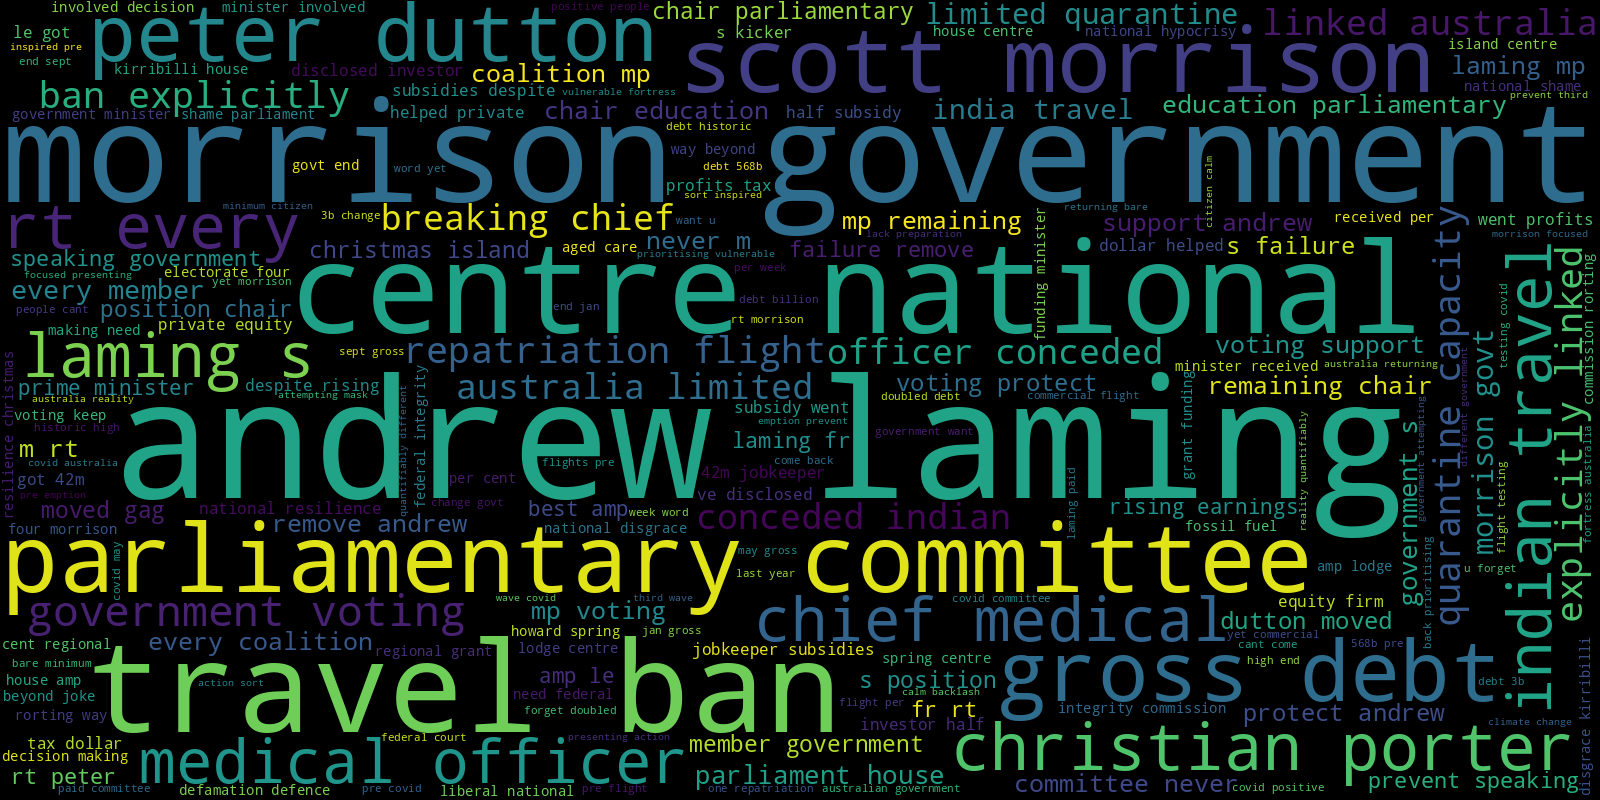 involved decision
minister involved
positive people
chair parliamentary
limited quarantine
linked australia
le got
inspired pre
end sept
peter dutton
s kicker
house centre
national hypocrisy
scott morrison
island centre
kirribilli house
disclosed investor
coalition mp
laming mp
ban explicitly
subsidies despite
vulnerable fortress
national shame
prevent third
government minister
shame parliament
helped private
chair education
half subsidy
india travel
education parliamentary
morrison government
debt historic
way beyond
govt end
word yet
debt 568b
profits tax
sort inspired
citizen calm
minimum citizen
3b change
breaking chief
want u
mp remaining
returning bare
support andrew
received per
went profits
rt every
christmas island
aged care
never m
lack preparation
failure remove
funding minister
dollar helped
s failure
morrison focused
speaking government
prioritising vulnerable
focused presenting
electorate four
per week
yet morrison
every member
centre national
quarantine capacity
indian travel
explicitly linked
commission rorting
people cant
position chair
end jan
debt billion
making need
private equity
rt morrison
laming s
sept gross
repatriation flight
officer conceded
voting support
morrison govt
testing covid
resilience christmas
prime minister
despite rising
attempting mask
australia limited
voting protect
minister received
australia returning
remaining chair
australia reality
voting keep
doubled debt
commercial flight
historic high
quantifiably different
federal integrity
subsidy went
emption prevent
grant funding
andrew laming
m rt
laming fr
government want
government s
government attempting
different government
reality quantifiably
covid australia
flights pre
come back
got 42m
per cent
42m jobkeeper
laming paid
pre emption
moved gag
national resilience
change govt
best amp
week word
ve disclosed
rising earnings
flight testing
fortress australia
four morrison
remove andrew
national disgrace
conceded indian
fossil fuel
parliamentary committee
covid may
may gross
last year
amp lodge
u forget
back prioritising
government voting
wave covid
third wave
mp voting
chief medical
covid committee
equity firm
dutton moved
howard spring
jan gross
cent regional
every coalition
regional grant
lodge centre
jobkeeper subsidies
spring centre
yet commercial
cant come
568b pre
high end
bare minimum
house amp
action sort
travel ban
amp le
s position
gross debt
debt 3b
beyond joke
need federal
calm backlash
forget doubled
flight per
fr rt
rorting way
investor half
integrity commission
protect andrew
climate change
disgrace kirribilli
tax dollar
federal court
presenting action
member government
christian porter
decision making
medical officer
rt peter
parliament house
committee never
prevent speaking
paid committee
defamation defence
pre covid
liberal national
pre flight
one repatriation
australian government
covid positive